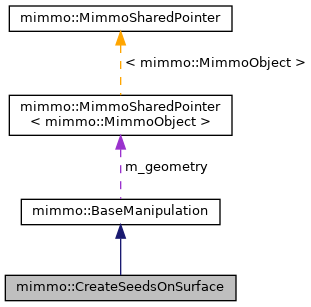 mimmo::MimmoSharedPointer
< mimmo::MimmoObject >
mimmo::MimmoSharedPointer
< mimmo::MimmoObject >
m_geometry
mimmo::BaseManipulation
mimmo::CreateSeedsOnSurface